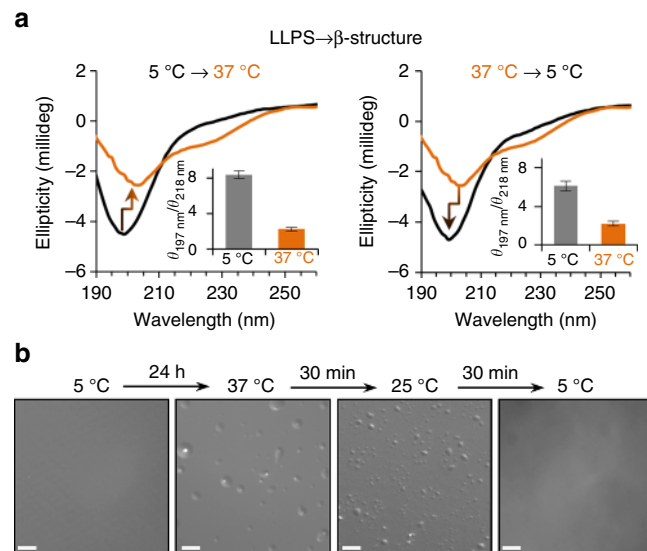 a
LLPS→β-structure
5 °C → 37 °C
37 °C → 5 °C
Ellipticity (millideg)
2
0
−2
−4
−6
190 210 230 250
Wavelength (nm)
θ197 nm/θ218 nm
8
4
0
5 °C 37 °C
Ellipticity (millideg)
2
0
−2
−4
−6
190 210 230 250
Wavelength (nm)
θ197 nm/θ218 nm
8
4
0
5 °C 37 °C
b
5 °C 24 h 37 °C 30 min 25 °C 30 min 5 °C